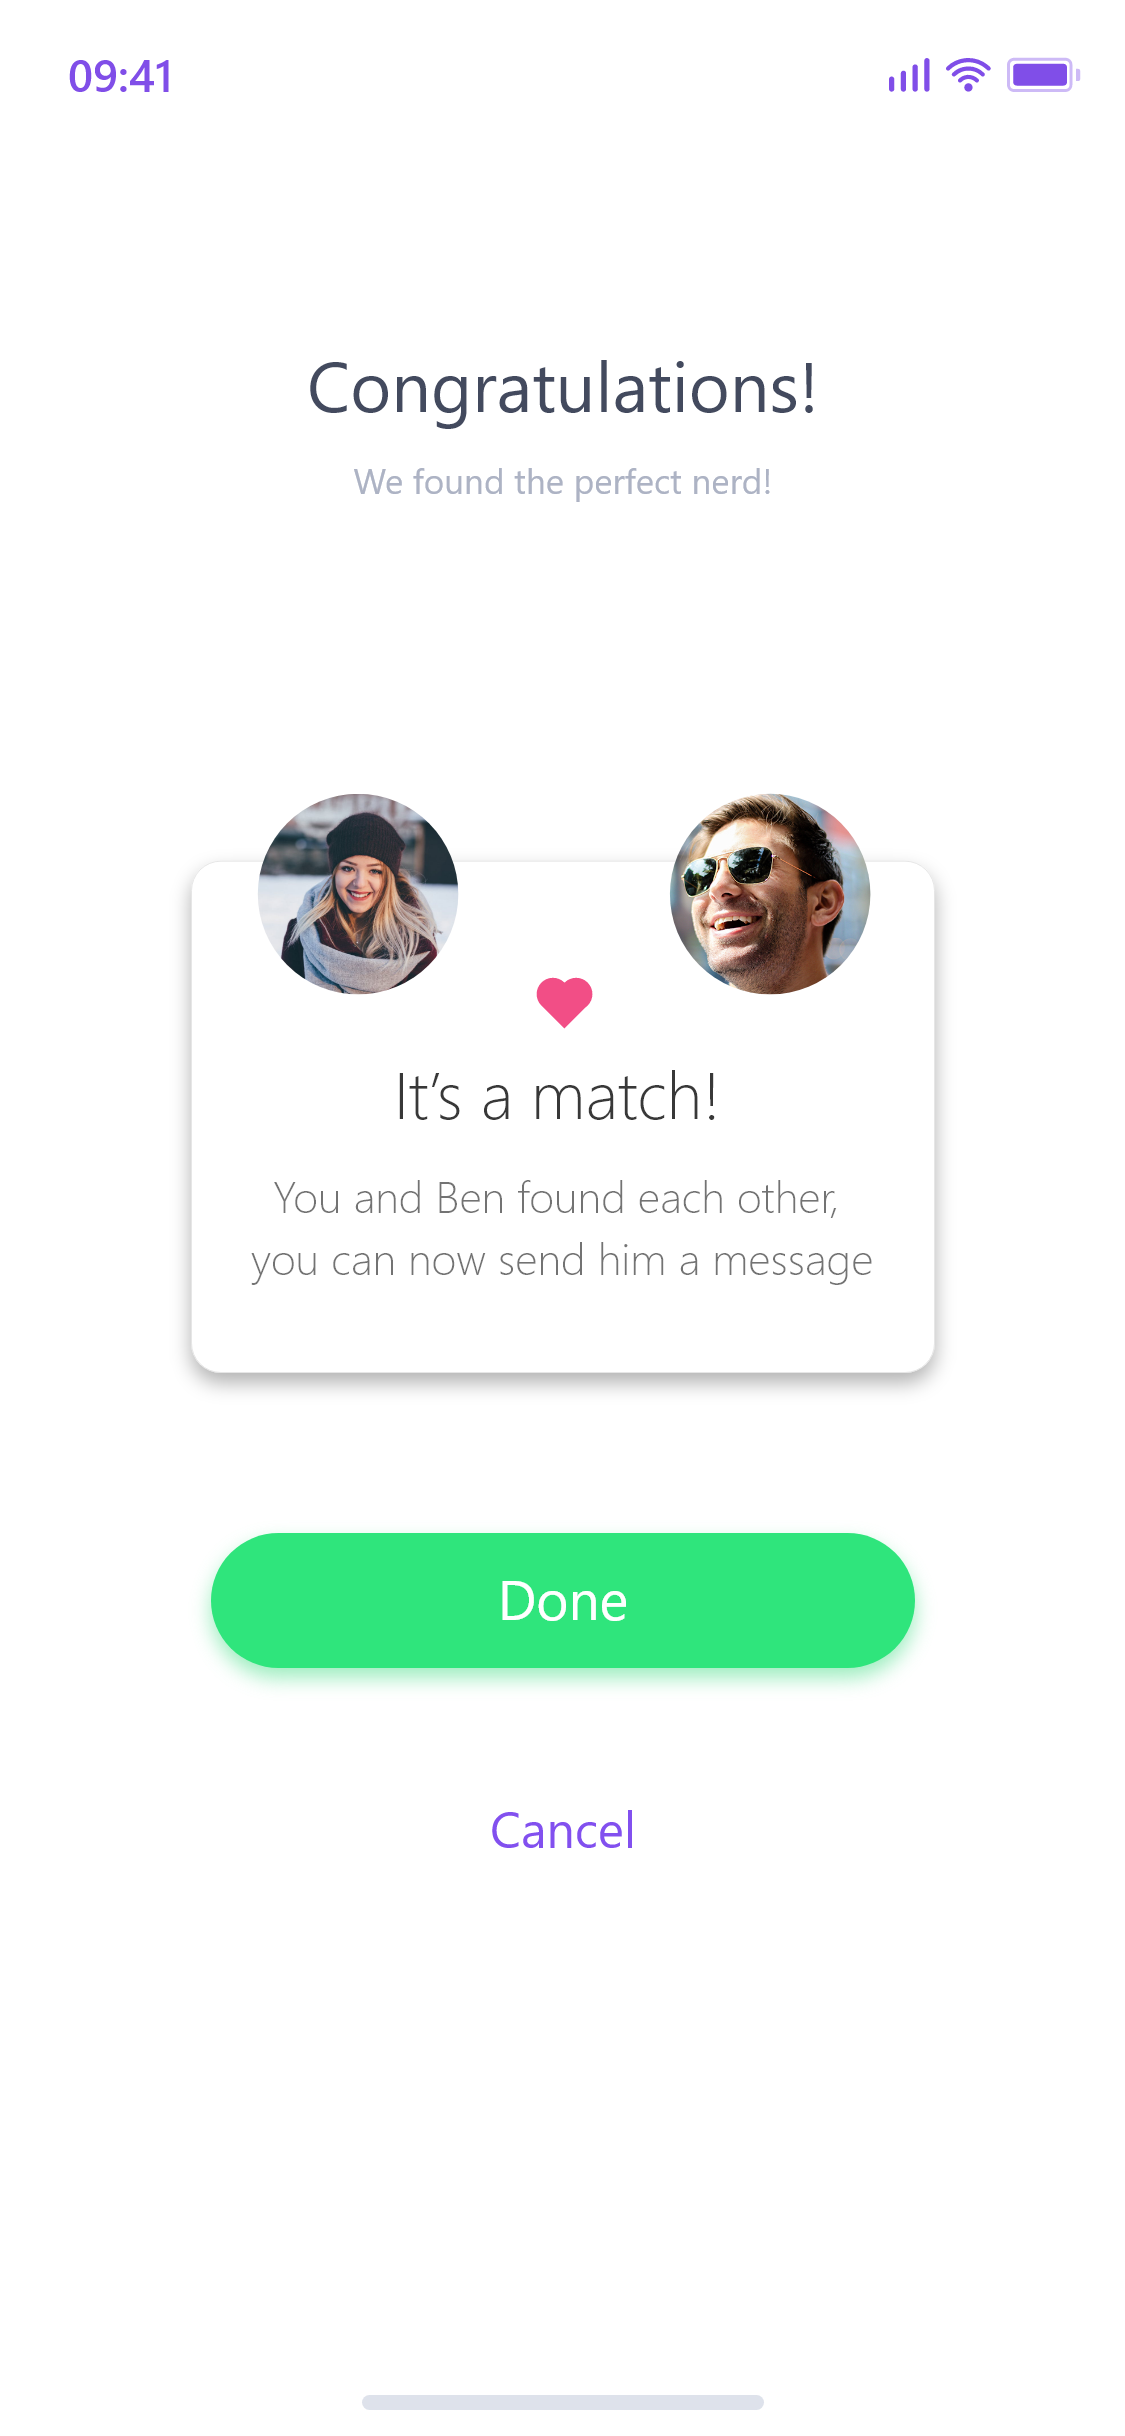 09:41
Congratulations!
We found the perfect nerd!
It’s a match!
You and Ben found each other,
you can now send him a message
Done
Cancel